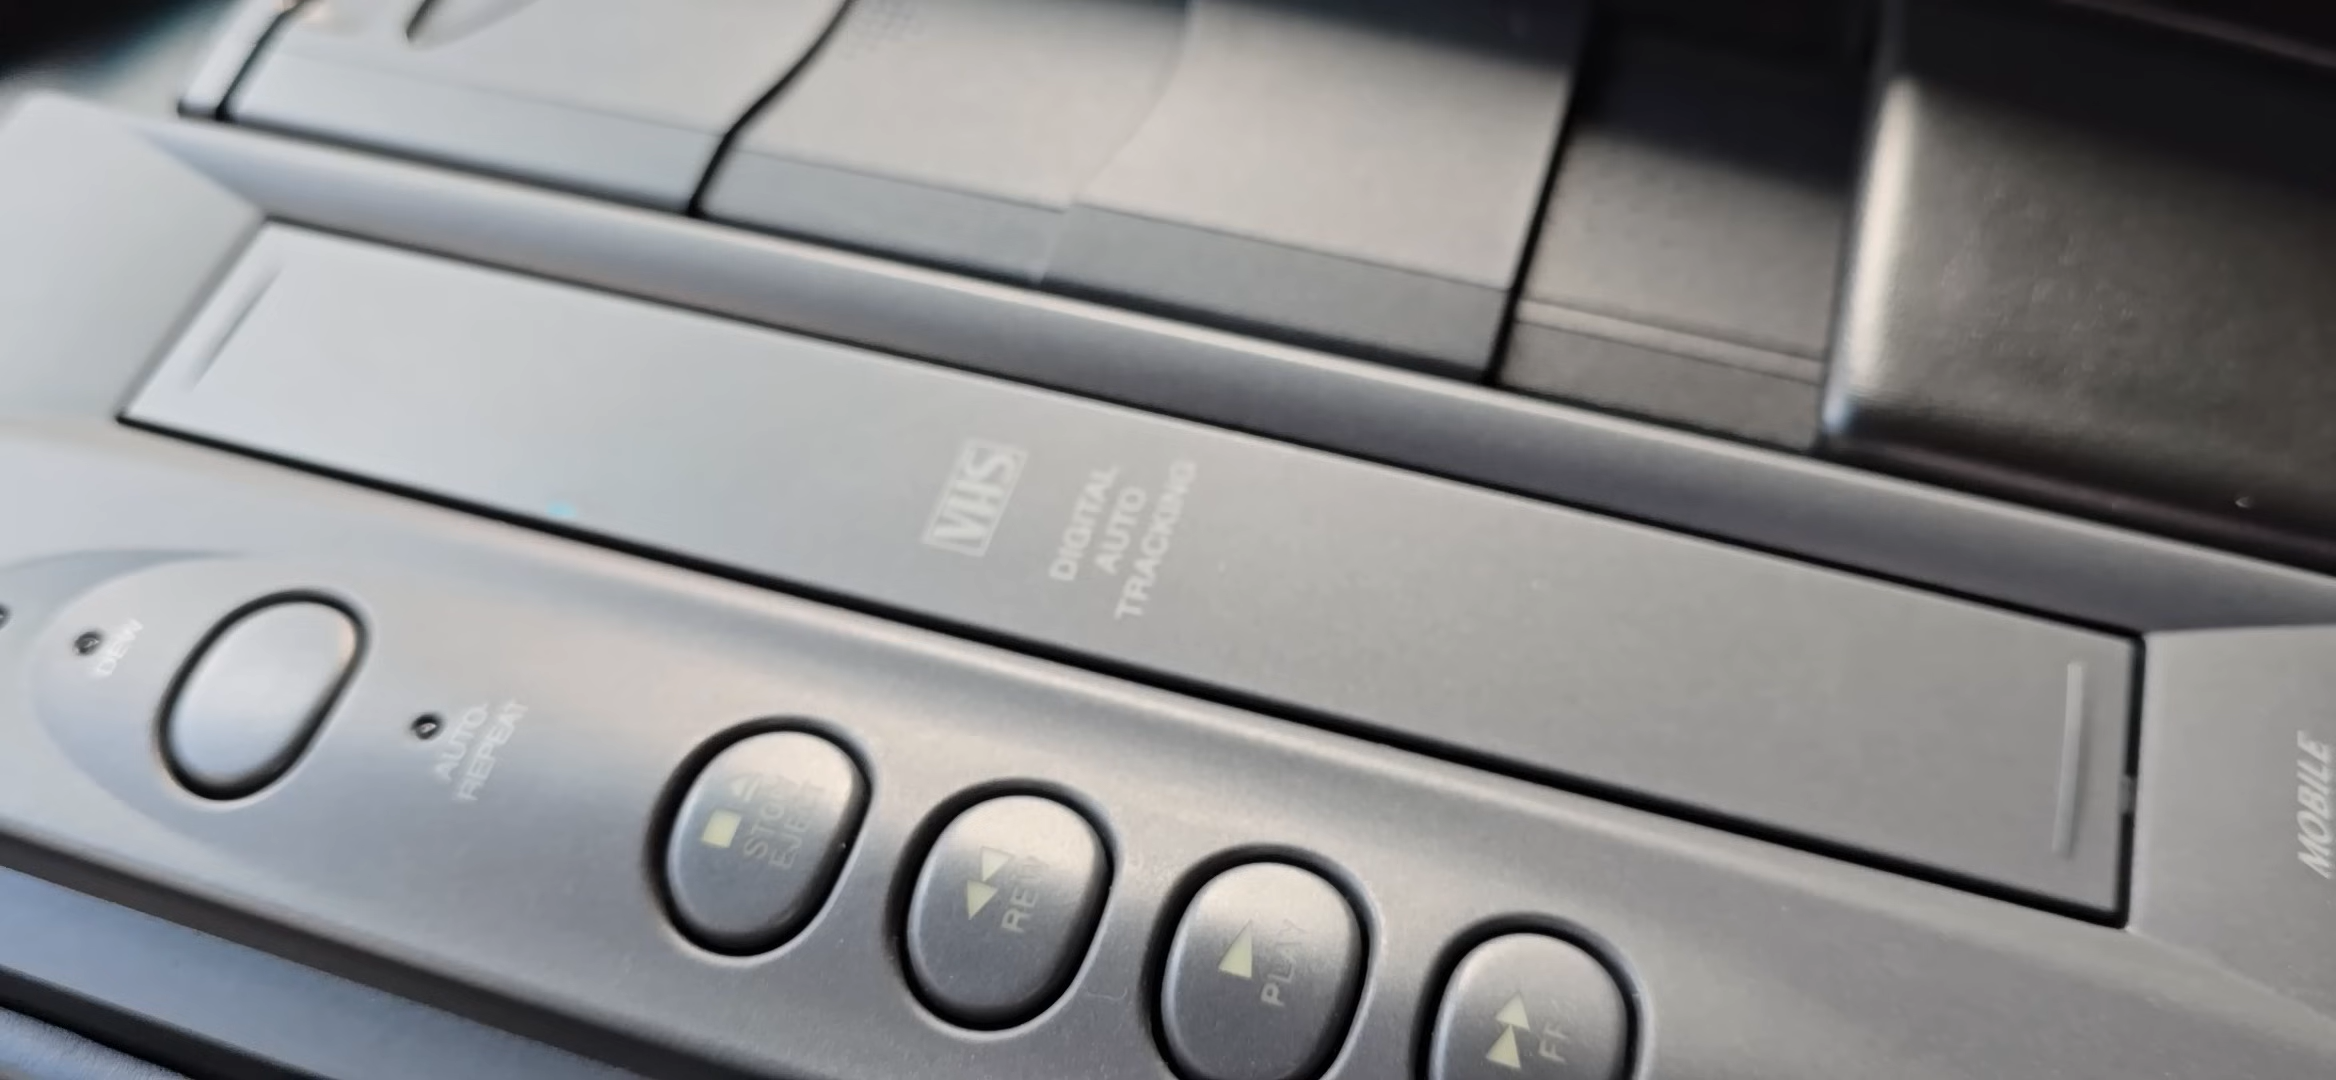 VHS
DIGITAL
AUTO
TRACKING
DEW
AUTO-
REPEAT
STOP
EJECT
REW
PLAY
FF
MOBILE